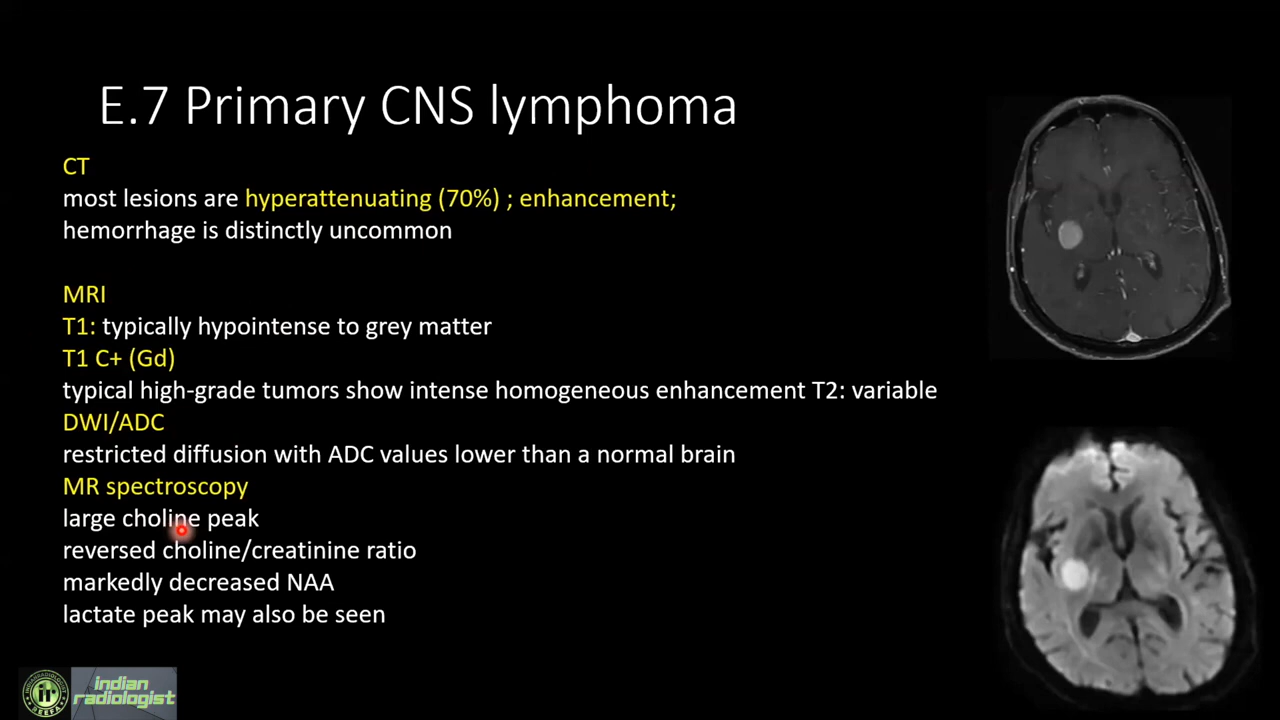 E.7 Primary CNS lymphoma
CT
most lesions are hyperattenuating (70%) ; enhancement;
hemorrhage is distinctly uncommon
MRI
T1: typically hypointense to grey matter
T1 C+ (Gd)
typical high-grade tumors show intense homogeneous enhancement T2: variable
DWI/ADC
restricted diffusion with ADC values lower than a normal brain
MR spectroscopy
large choline peak
reversed choline/creatinine ratio
markedly decreased NAA
lactate peak may also be seen
ir
indian
radiologist